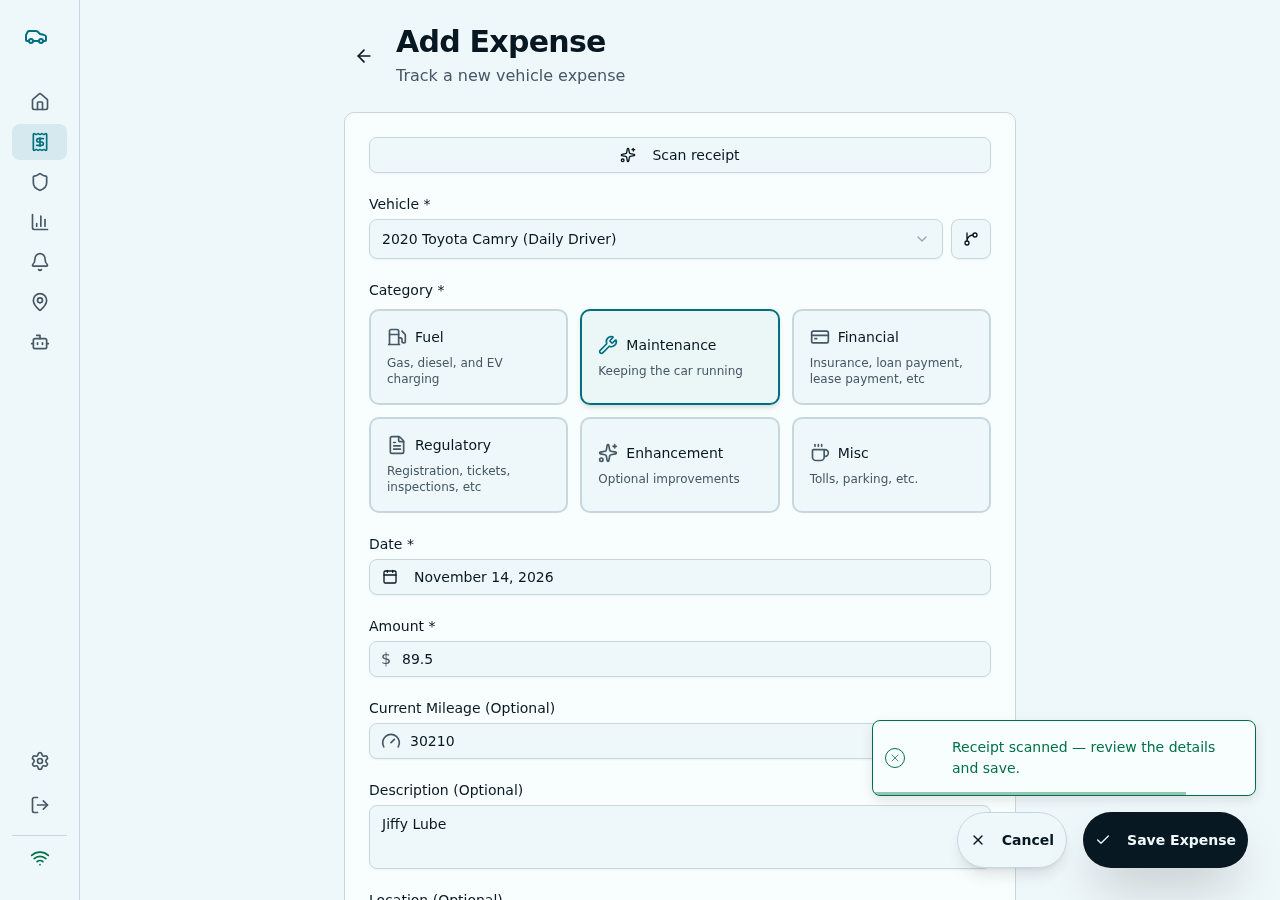 Add Expense
Track a new vehicle expense
Scan receipt
Vehicle *
2020 Toyota Camry (Daily Driver)
Category *
Fuel
Gas, diesel, and EV
charging
Maintenance
Keeping the car running
Financial
Insurance, loan payment,
lease payment, etc
Regulatory
Registration, tickets,
inspections, etc
Enhancement
Optional improvements
Misc
Tolls, parking, etc.
Date *
November 14, 2026
Amount *
$ 89.5
Current Mileage (Optional)
30210
Receipt scanned — review the details
and save.
Description (Optional)
Jiffy Lube
Cancel
Save Expense
Location (Optional)